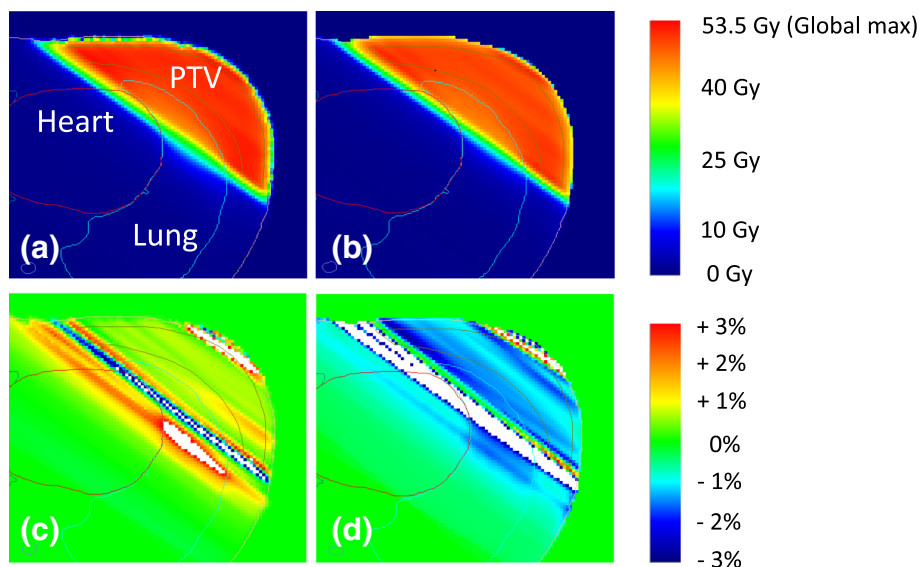 PTV
Heart
Lung
(a)
(b)
53.5 Gy (Global max)
40 Gy
25 Gy
10 Gy
0 Gy
(c)
(d)
+ 3%
+ 2%
+ 1%
0%
- 1%
- 2%
- 3%